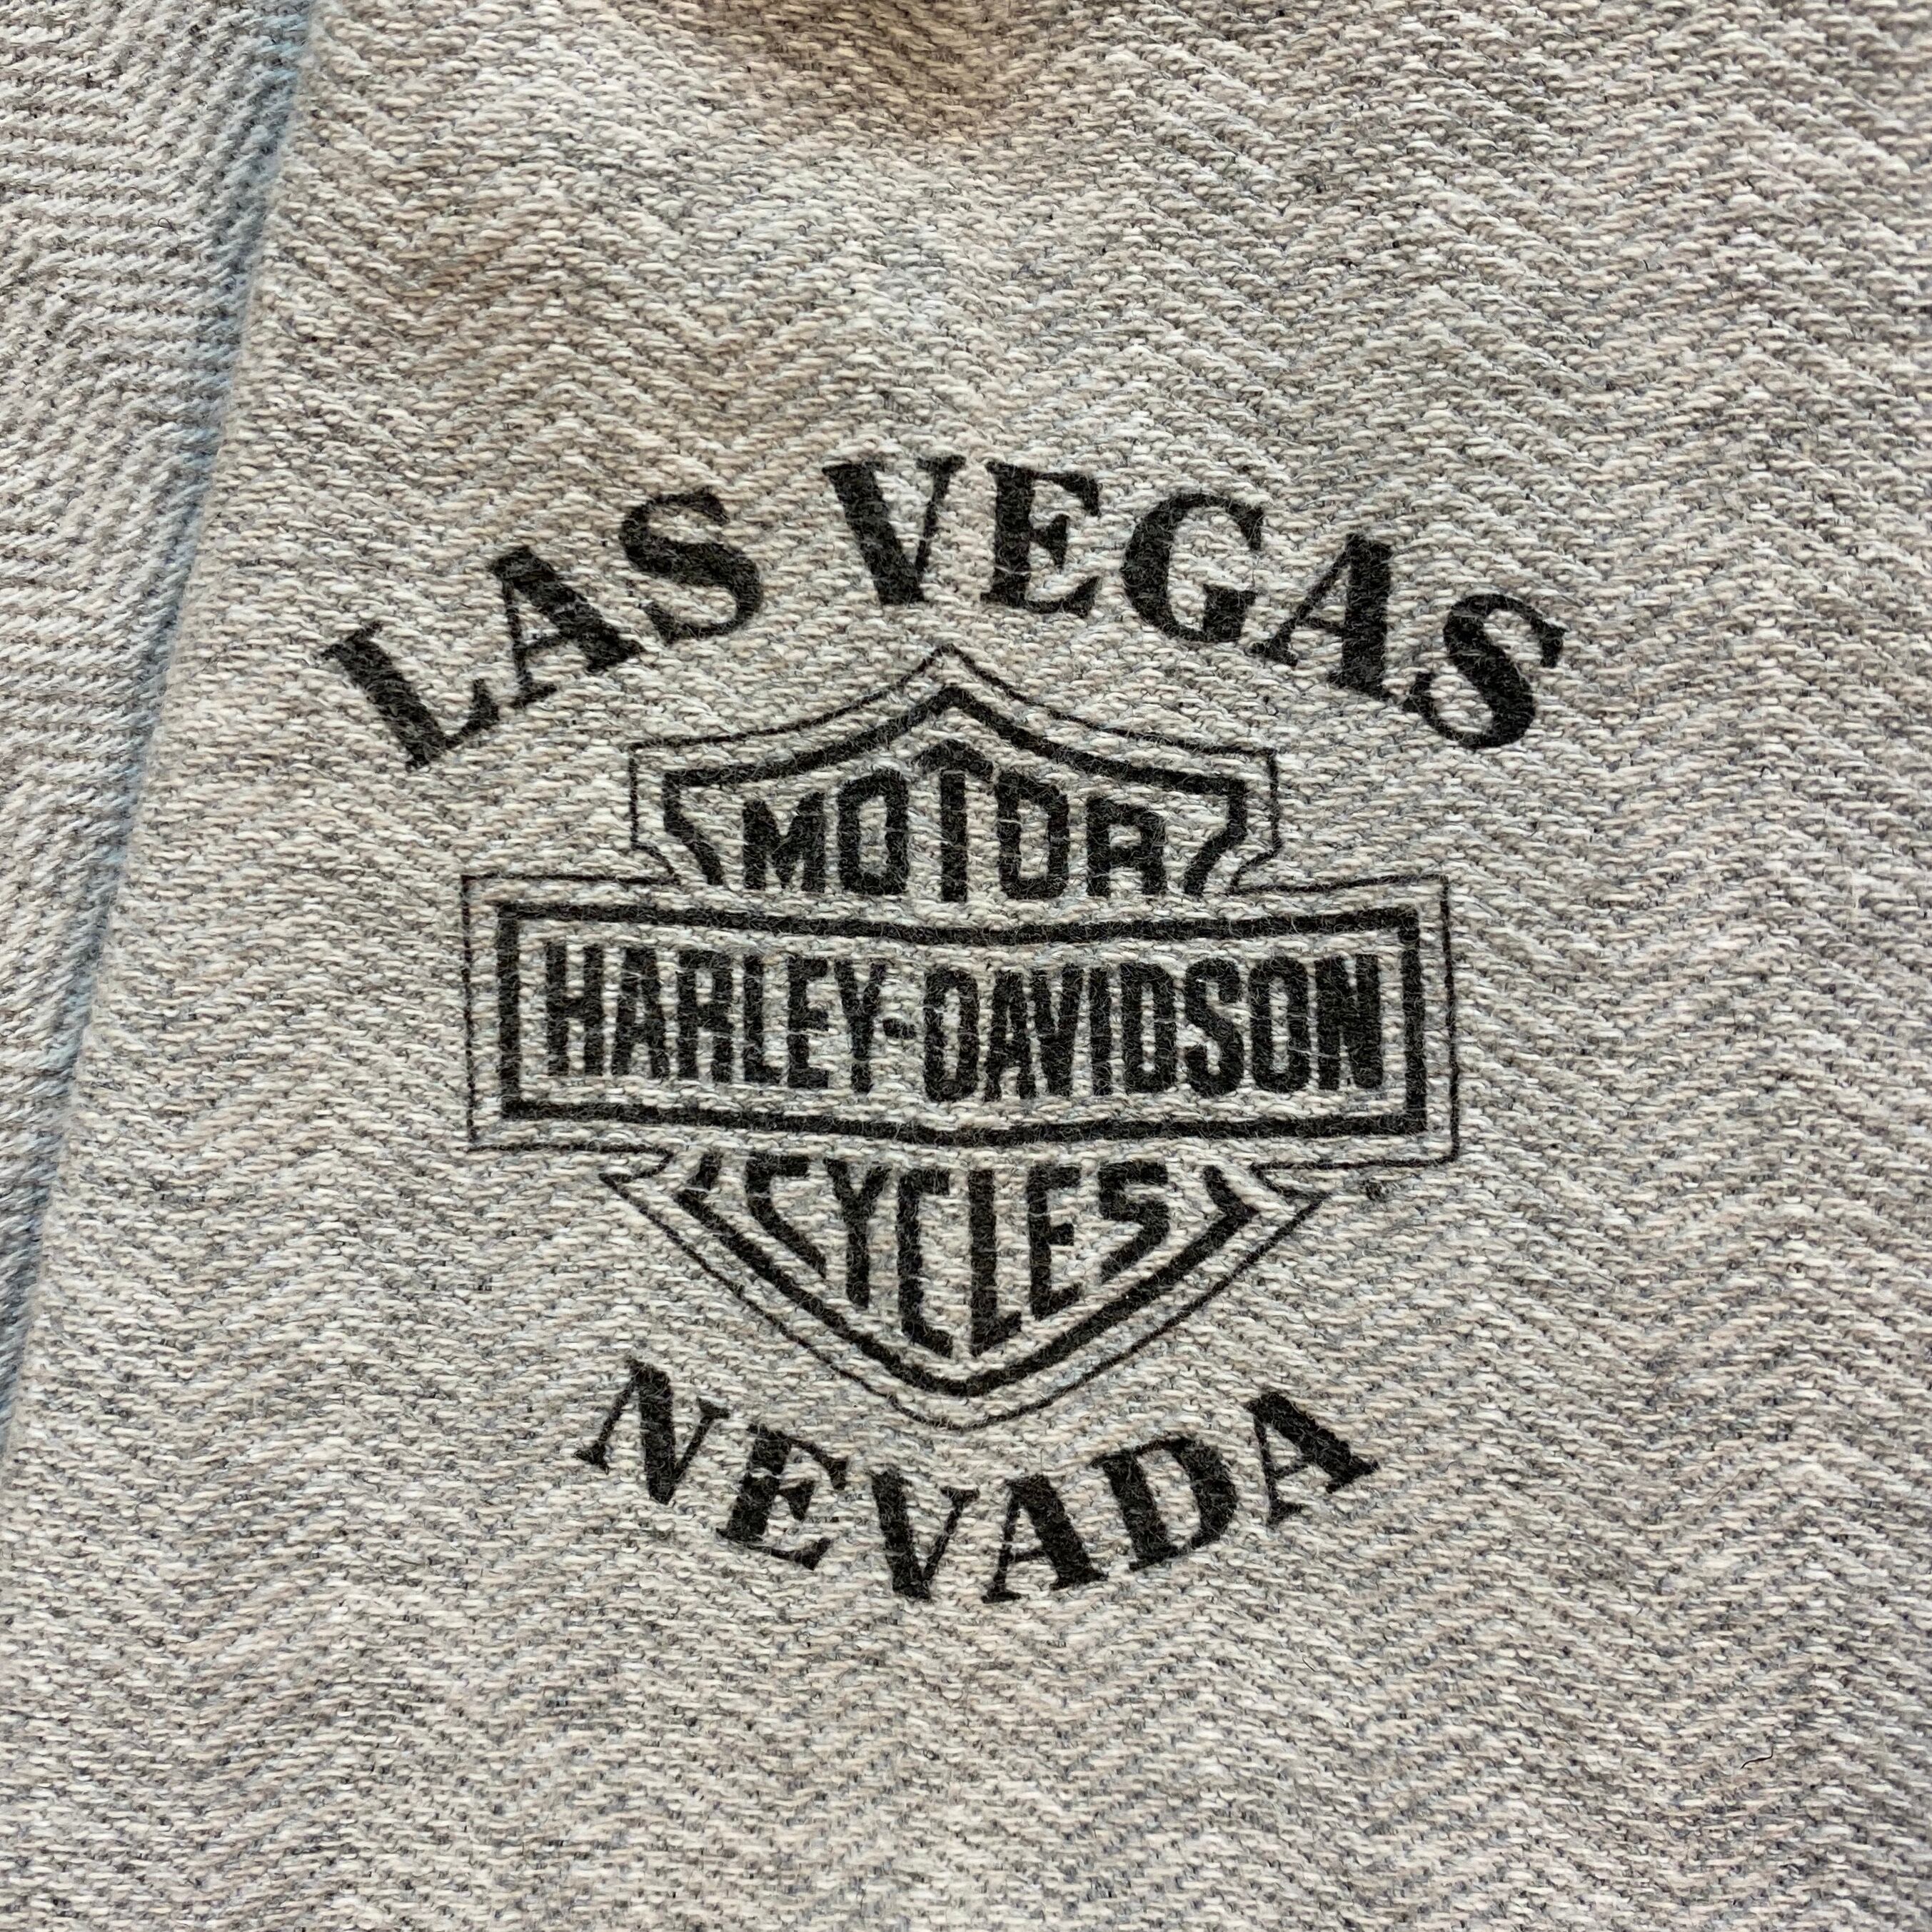 LAS VEGAS
MOTOR
HARLEY-DAVIDSON
CYCLES
®
NEVADA